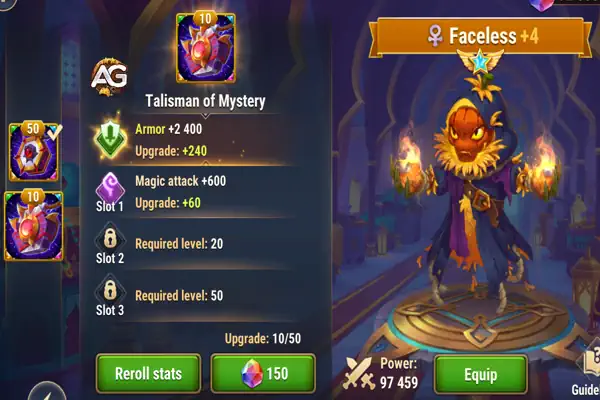 10
Faceless +4
AG
Talisman of Mystery
50
Armor +2 400
Upgrade: +240
10
Magic attack +600
Upgrade: +60
Slot 1
Required level: 20
Slot 2
Required level: 50
Slot 3
Upgrade: 10/50
Reroll stats
150
Power:
97 459
Equip
?
Guide